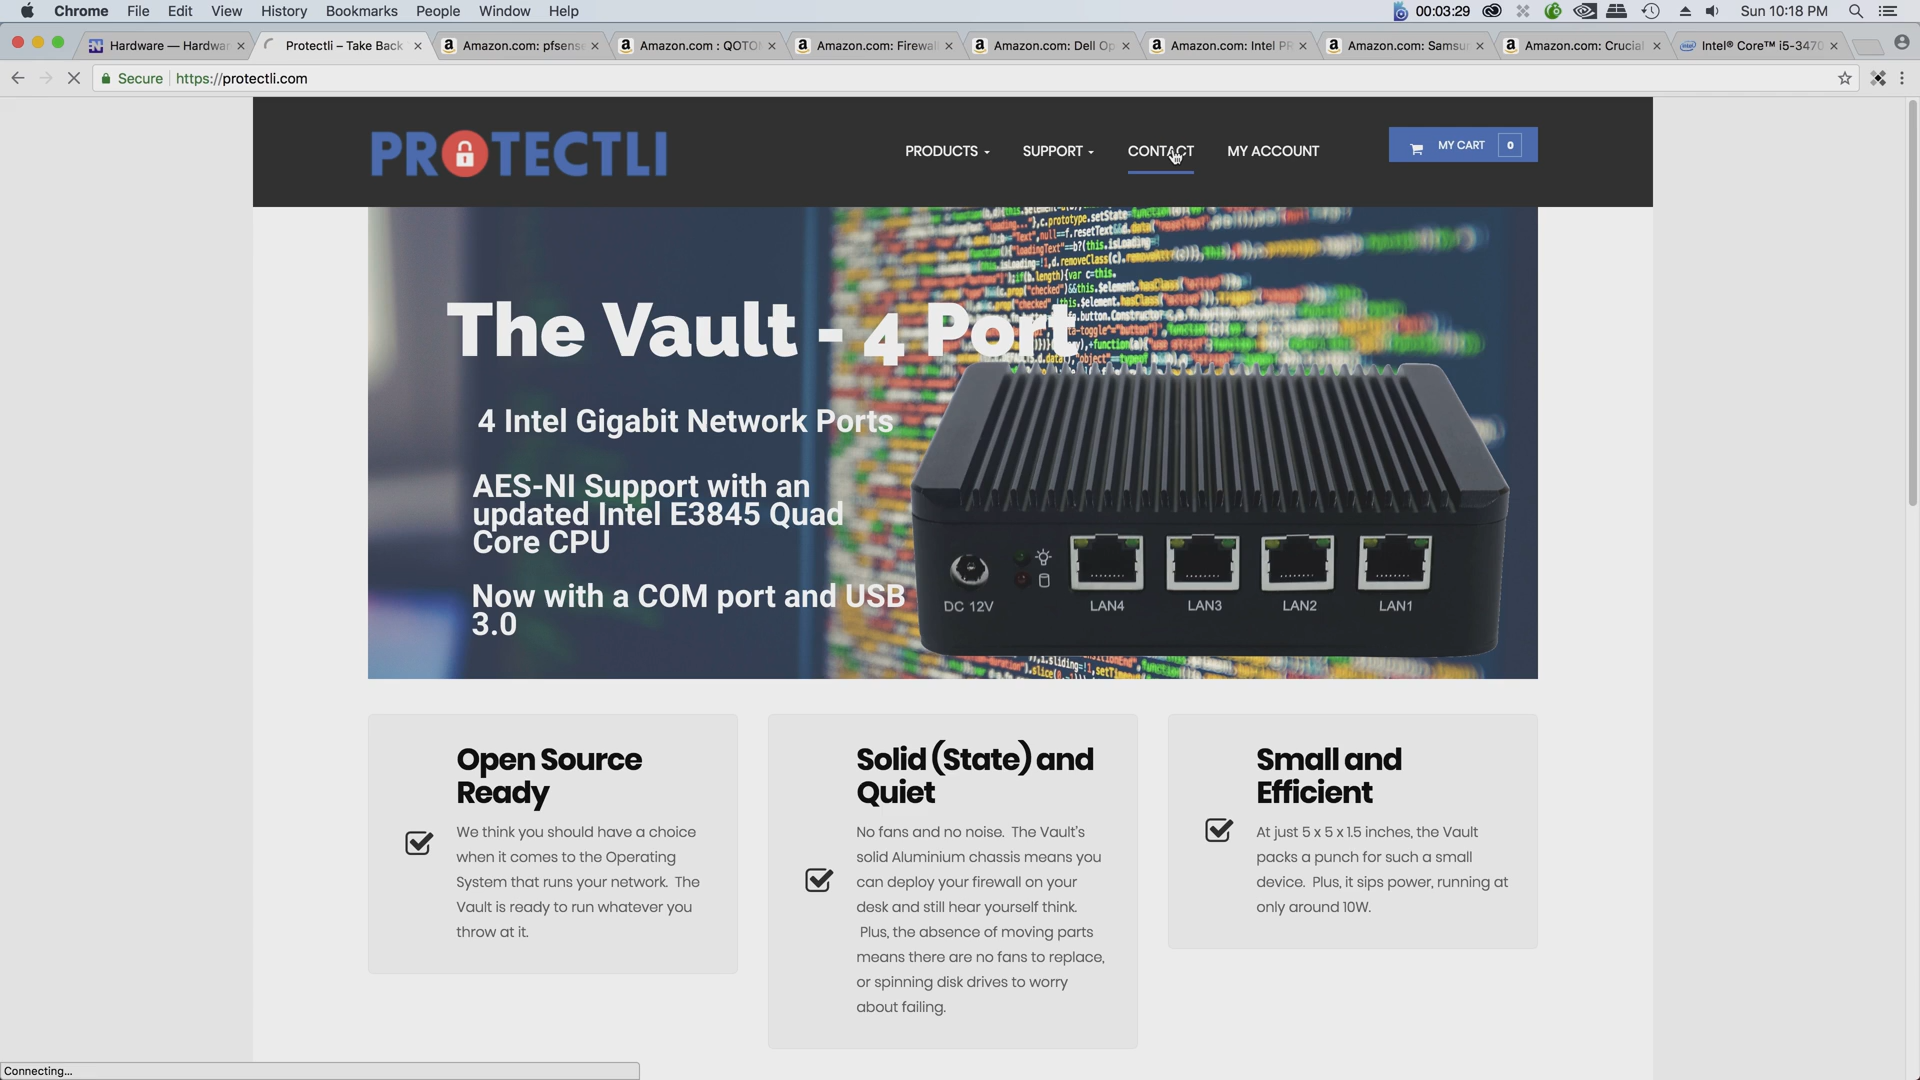 Chrome File Edit View History Bookmarks People Window Help 00:03:29 Sun 10:18 PM
Hardware — Hardwar Protectli – Take Back Amazon.com: pfsense Amazon.com : QOTO Amazon.com: Firewal Amazon.com: Dell Op Amazon.com: Intel PR Amazon.com: Samsu Amazon.com: Crucial Intel® Core™ i5-3470
Secure https://protectli.com
PROTECTLI
PRODUCTS SUPPORT CONTACT MY ACCOUNT MY CART 0
The Vault - 4 Port
4 Intel Gigabit Network Ports
AES-NI Support with an
updated Intel E3845 Quad
Core CPU
Now with a COM port and USB
3.0
DC 12V LAN4 LAN3 LAN2 LAN1
Open Source
Ready
We think you should have a choice
when it comes to the Operating
System that runs your network. The
Vault is ready to run whatever you
throw at it.
Solid (State) and
Quiet
No fans and no noise. The Vault's
solid Aluminium chassis means you
can deploy your firewall on your
desk and still hear yourself think.
Plus, the absence of moving parts
means there are no fans to replace,
or spinning disk drives to worry
about failing.
Small and
Efficient
At just 5 x 5 x 1.5 inches, the Vault
packs a punch for such a small
device. Plus, it sips power, running at
only around 10W.
Connecting...